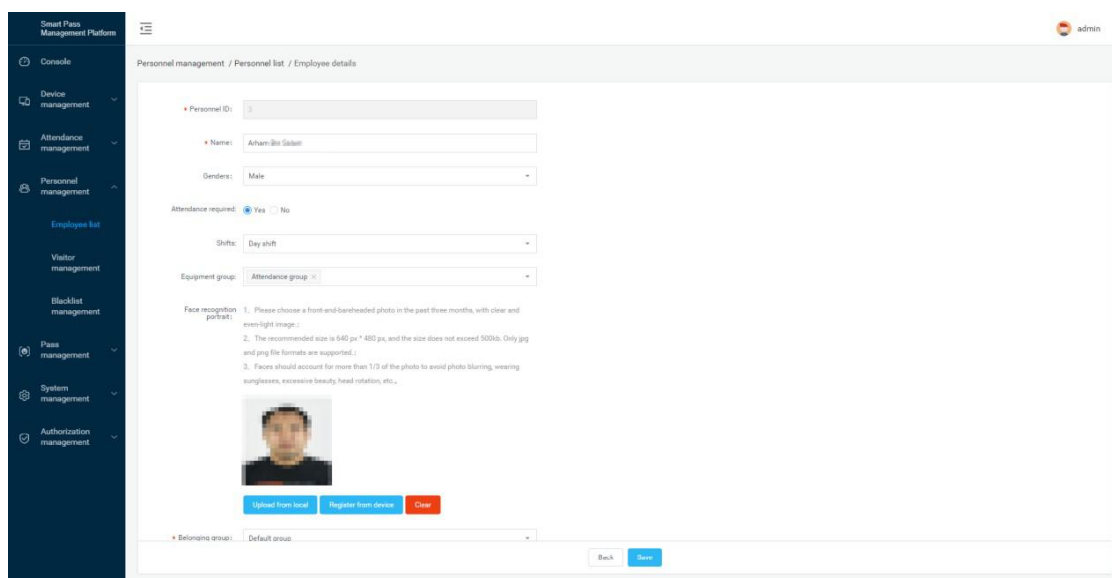 Smart Pass
Management Platform
admin
Console
Personnel management / Personnel list / Employee details
Device
management
Attendance
management
Personnel
management
Employee list
Visitor
management
Blacklist
management
Pass
management
System
management
Authorization
management
* Personnel ID:
* Name: Arham
Genders: Male
Attendance required: Yes No
Shifts: Day shift
Equipment group: Attendance group ×
Face recognition
portrait:
1、Please choose a front-and-bareheaded photo in the past three months, with clear and
even-light image.;
2、The recommended size is 640 px * 480 px, and the size does not exceed 500kb. Only jpg
and png file formats are supported.;
3、Faces should account for more than 1/3 of the photo to avoid photo blurring, wearing
sunglasses, excessive beauty, head rotation, etc.。
Upload from local Register from device Clear
* Belonging group: Default group
Back Save